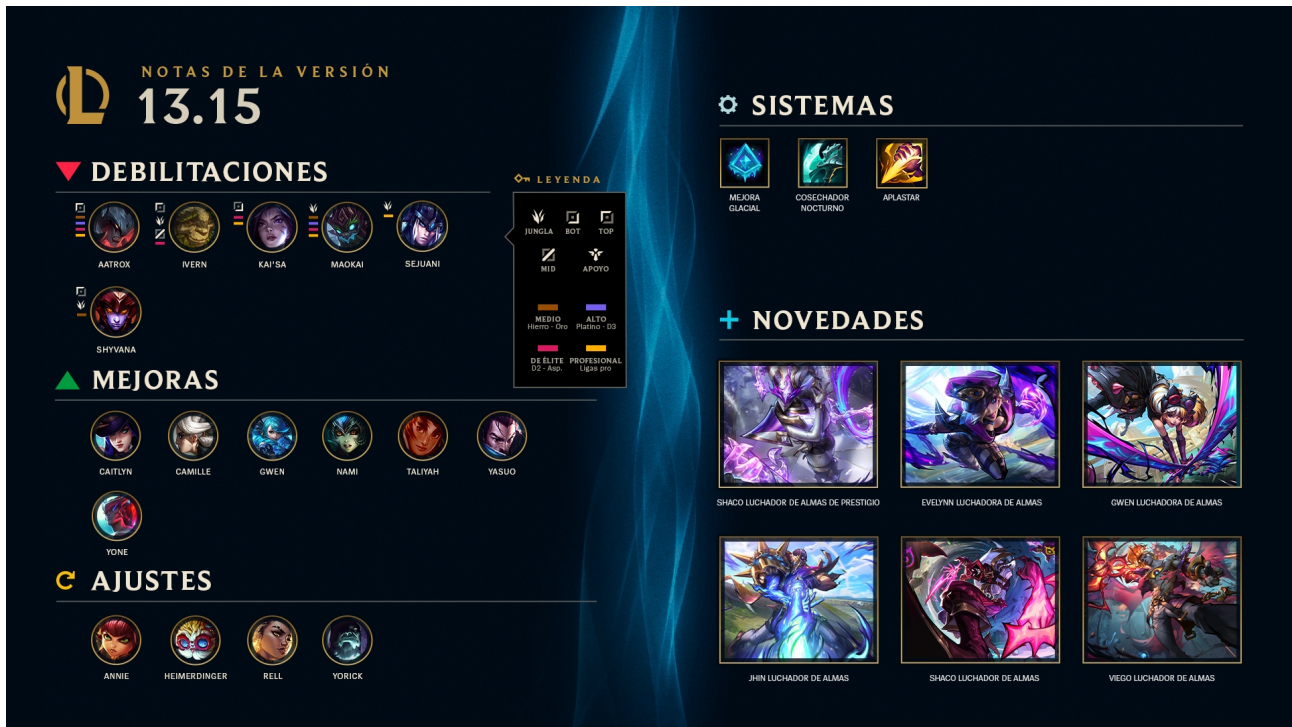 NOTAS DE LA VERSIÓN
13.15
DEBILITACIONES
AATROX
IVERN
KAI'SA
MAOKAI
SEJUANI
SHYVANA
LEYENDA
JUNGLA
BOT
TOP
MID
APOYO
MEDIO
Hierro - Oro
ALTO
Platino - D3
DE ÉLITE
D2 - Asp.
PROFESIONAL
Ligas pro
MEJORAS
CAITLYN
CAMILLE
GWEN
NAMI
TALIYAH
YASUO
YONE
AJUSTES
ANNIE
HEIMERDINGER
RELL
YORICK
SISTEMAS
MEJORA
GLACIAL
COSECHADOR
NOCTURNO
APLASTAR
NOVEDADES
SHACO LUCHADOR DE ALMAS DE PRESTIGIO
EVELYNN LUCHADORA DE ALMAS
GWEN LUCHADORA DE ALMAS
JHIN LUCHADOR DE ALMAS
SHACO LUCHADOR DE ALMAS
VIEGO LUCHADOR DE ALMAS